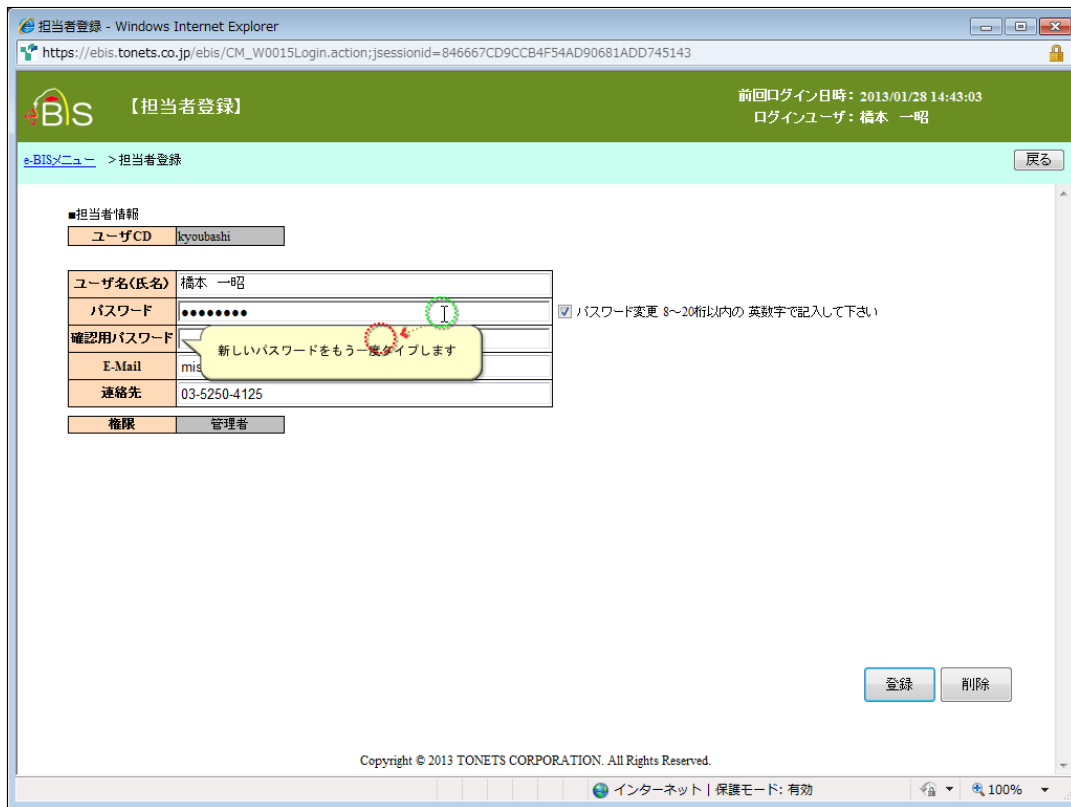 担当者登録 - Windows Internet Explorer
https://ebis.tonets.co.jp/ebis/CM_W0015Login.action;jsessionid=846667CD9CCB4F54AD90681ADD745143
eBIS 【担当者登録】
前回ログイン日時: 2013/01/28 14:43:03
ログインユーザ: 橋本 一昭
e-BISメニュー >担当者登録 戻る
■担当者情報
ユーザCD kyoubashi
ユーザ名(氏名) 橋本 一昭
パスワード ●●●●●●●● パスワード変更 8～20桁以内の 英数字で記入して下さい
確認用パスワード
新しいパスワードをもう一度タイプします
E-Mail mis
連絡先 03-5250-4125
権限 管理者
登録 削除
Copyright © 2013 TONETS CORPORATION. All Rights Reserved.
インターネット | 保護モード: 有効 100%